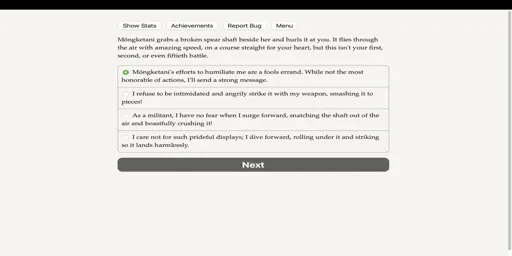 Show Stats
Achievements
Report Bug
Menu
Môngketani grabs a broken spear shaft beside her and hurls it at you. It flies through
the air with amazing speed, on a course straight for your heart, but this isn't your first,
second, or even fiftieth battle.
Môngketani's efforts to humiliate me are a fools errand. While not the most
honorable of actions, I'll send a strong message.
I refuse to be intimidated and angrily strike it with my weapon, smashing it to
pieces!
As a militant, I have no fear when I surge forward, snatching the shaft out of the
air and boastfully crushing it!
I care not for such prideful displays; I dive forward, rolling under it and striking
so it lands harmlessly.
Next